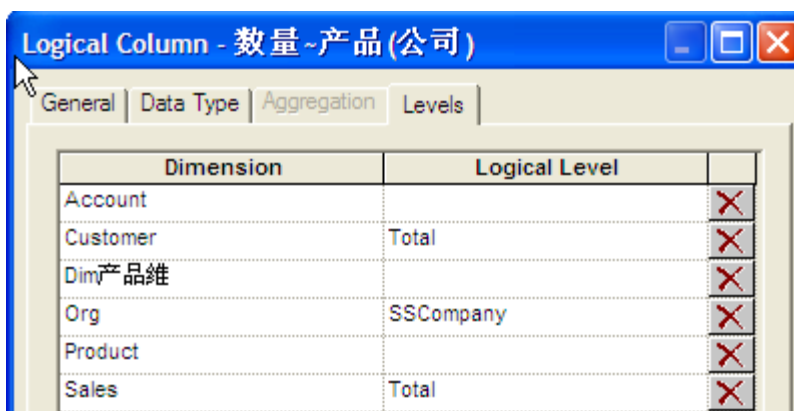 Logical Column - 数量~产品(公司)
General Data Type Aggregation Levels
Dimension Logical Level
Account
Customer Total
Dim产品維
Org SSCompany
Product
Sales Total